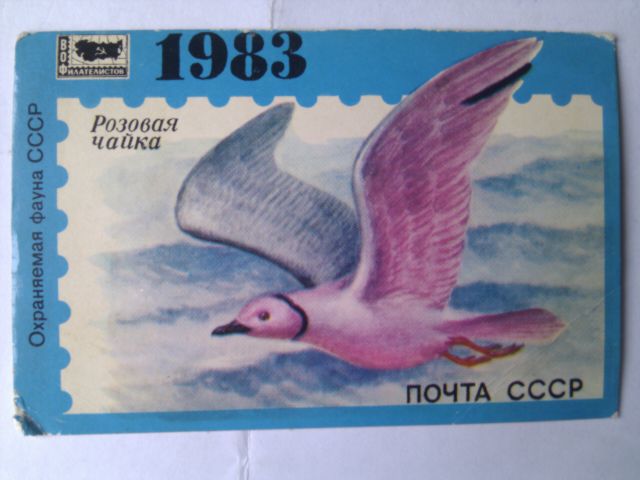 ВОФ
ФИЛАТЕЛИСТОВ
1983
Розовая
чайка
Охраняемая фауна СССР
ПОЧТА СССР